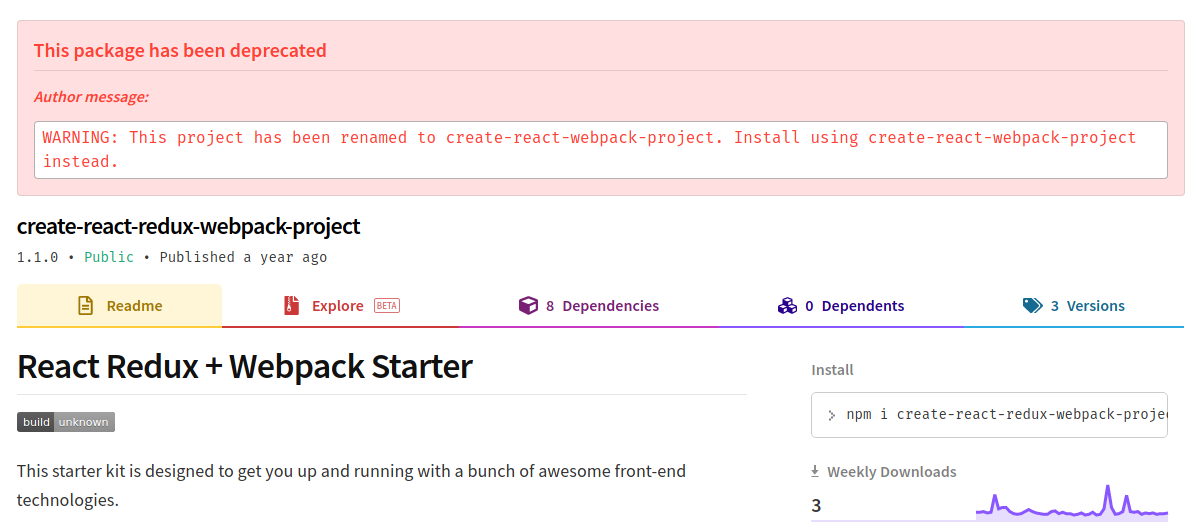 This package has been deprecated
Author message:
WARNING: This project has been renamed to create-react-webpack-project. Install using create-react-webpack-project
instead.
create-react-redux-webpack-project
1.1.0 • Public • Published a year ago
Readme
Explore BETA
8 Dependencies
0 Dependents
3 Versions
React Redux + Webpack Starter
build unknown
This starter kit is designed to get you up and running with a bunch of awesome front-end
technologies.
Install
npm i create-react-redux-webpack-projec
Weekly Downloads
3